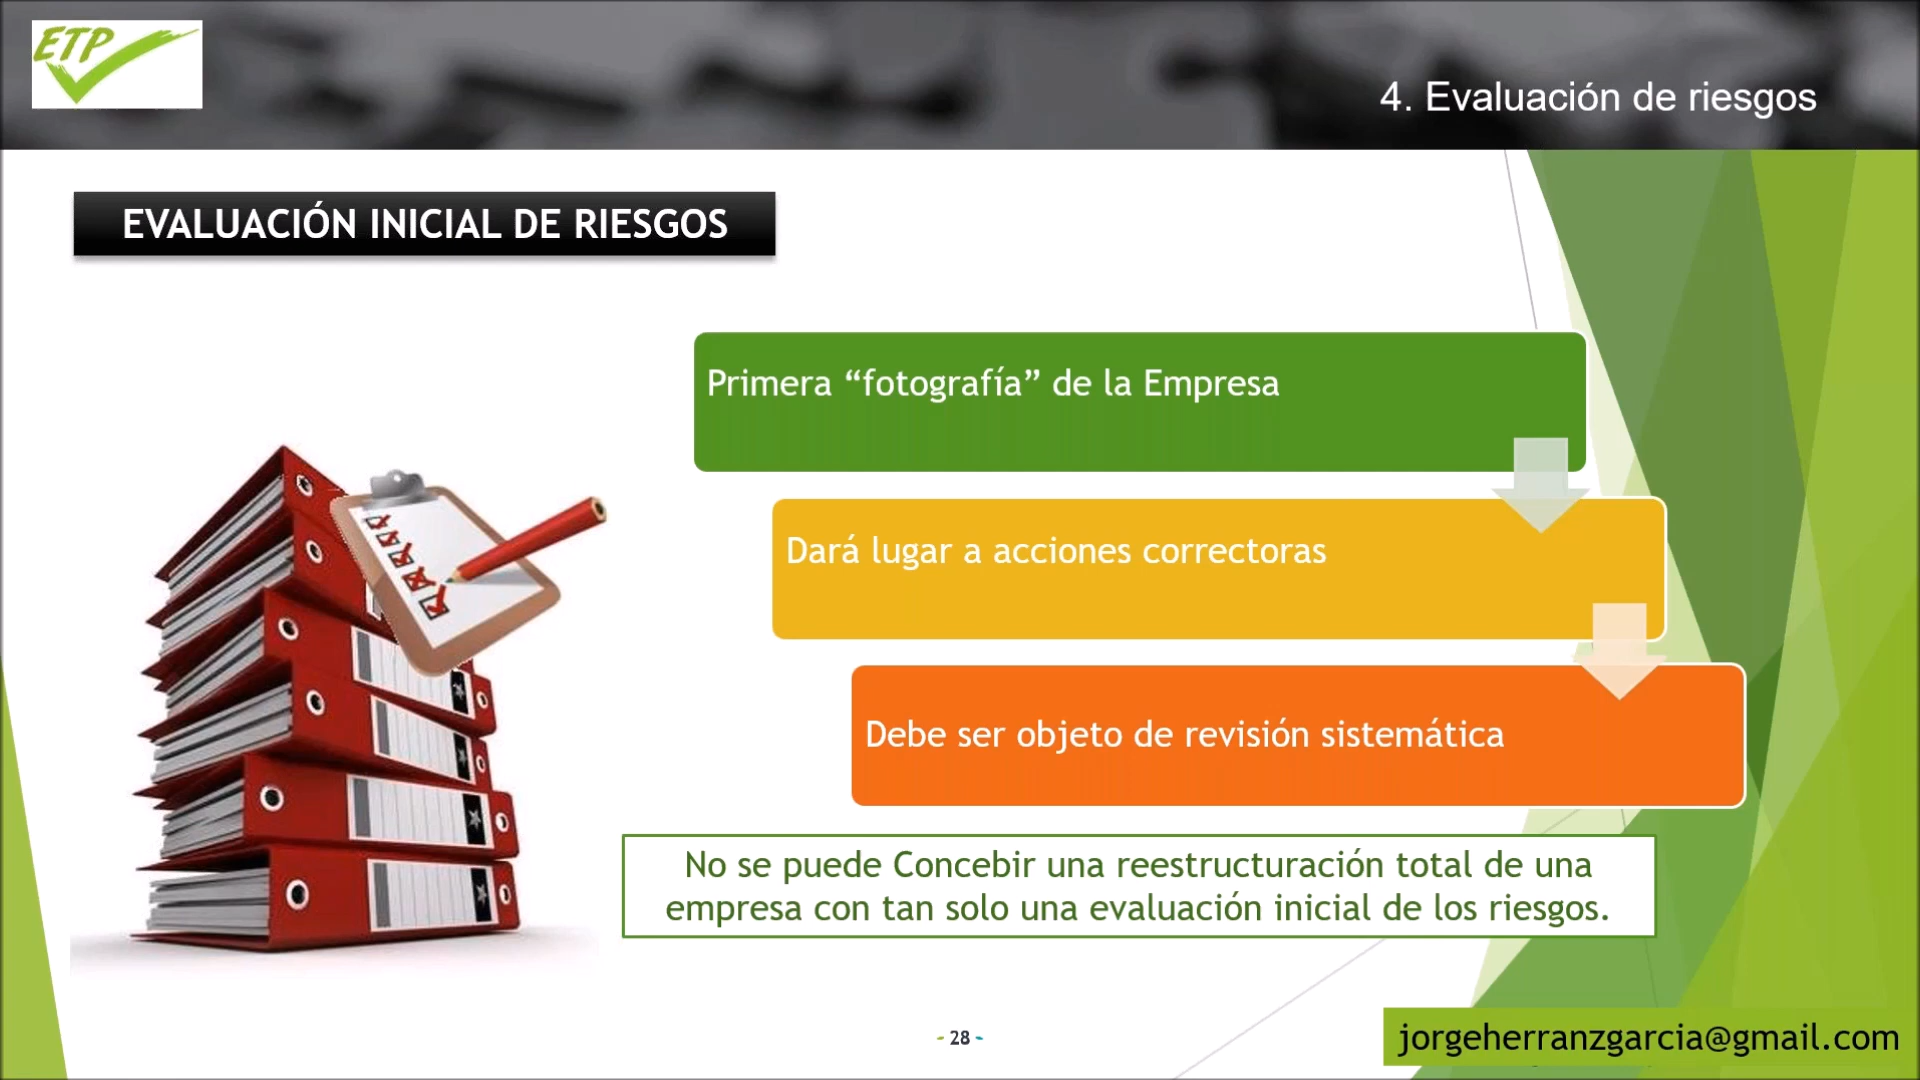 ETP
4. Evaluación de riesgos
EVALUACIÓN INICIAL DE RIESGOS
Primera “fotografía” de la Empresa
Dará lugar a acciones correctoras
Debe ser objeto de revisión sistemática
No se puede Concebir una reestructuración total de una
empresa con tan solo una evaluación inicial de los riesgos.
- 28 -
jorgeherranzgarcia@gmail.com